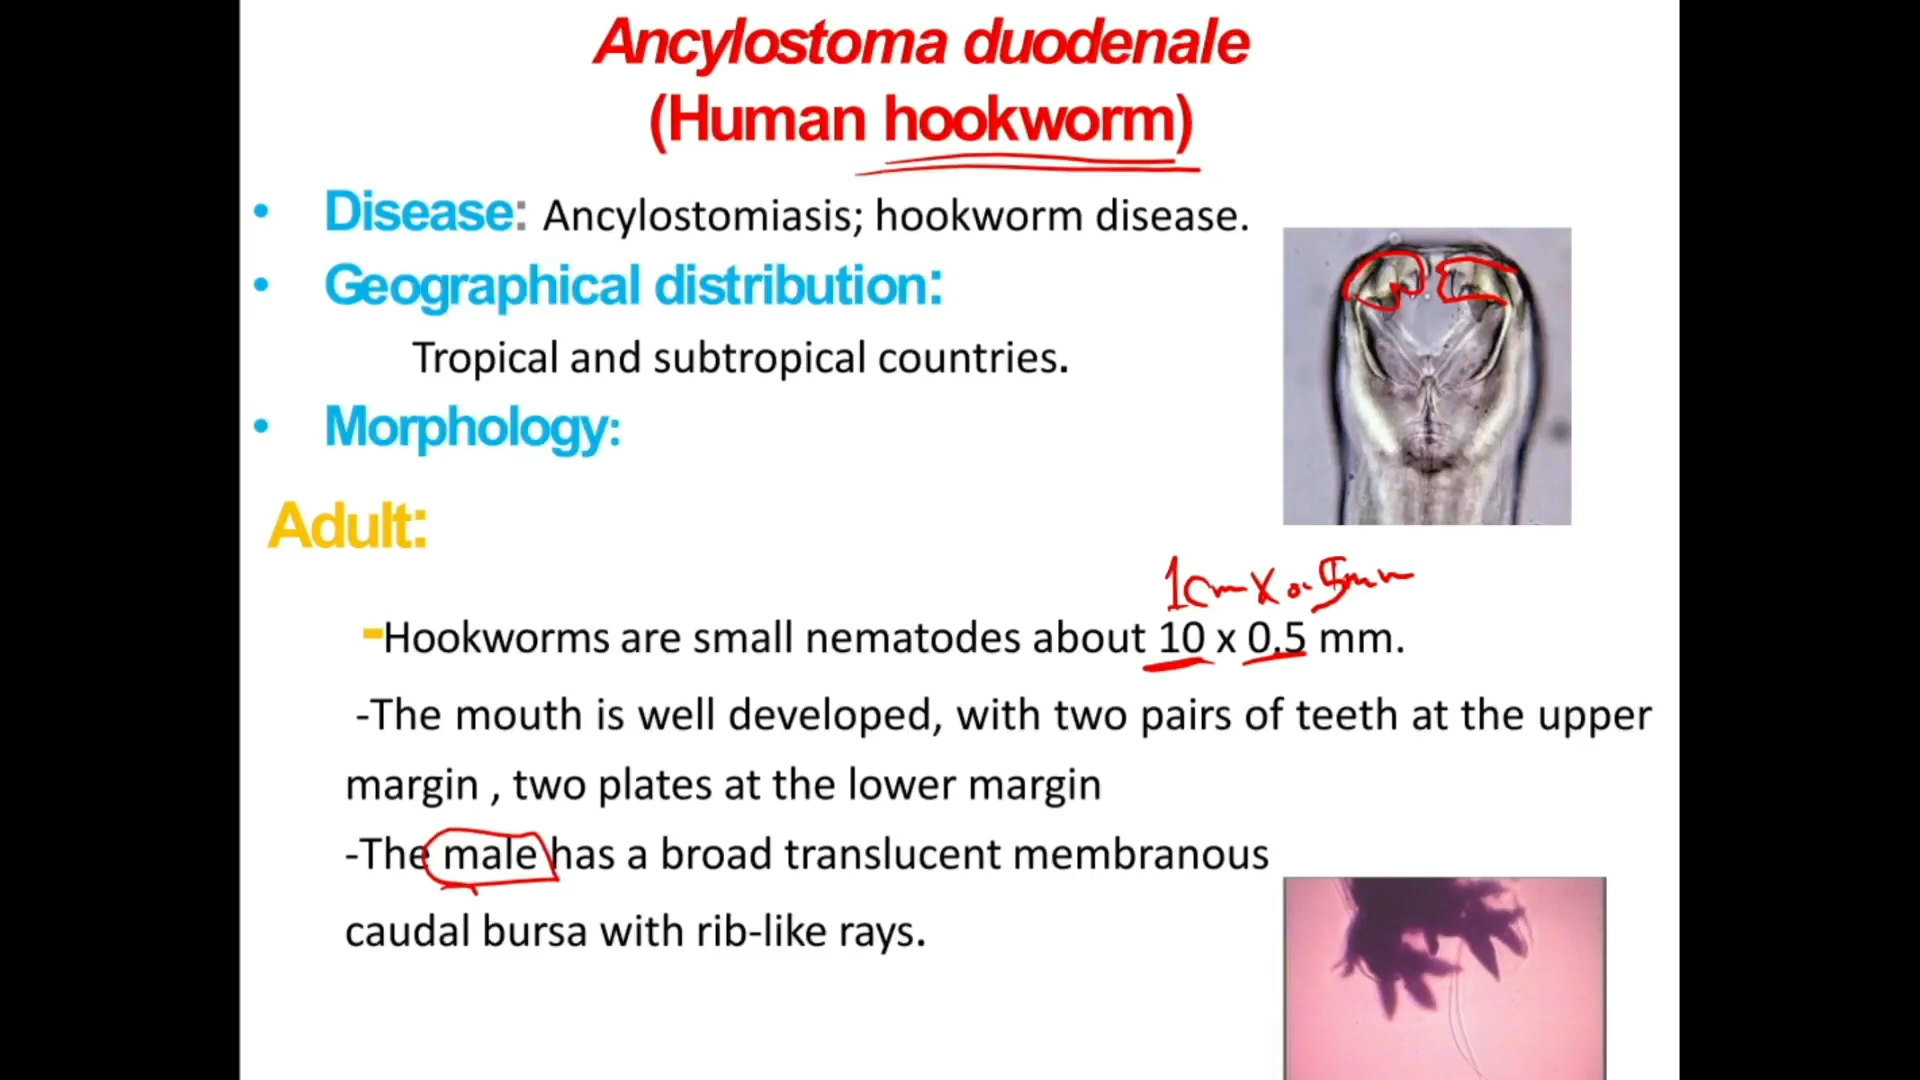 Ancylostoma duodenale
(Human hookworm)
• Disease: Ancylostomiasis; hookworm disease.
• Geographical distribution:
Tropical and subtropical countries.
• Morphology:
Adult:
1cm x 0.5mm
-Hookworms are small nematodes about 10 x 0.5 mm.
-The mouth is well developed, with two pairs of teeth at the upper
margin , two plates at the lower margin
-The male has a broad translucent membranous
caudal bursa with rib-like rays.